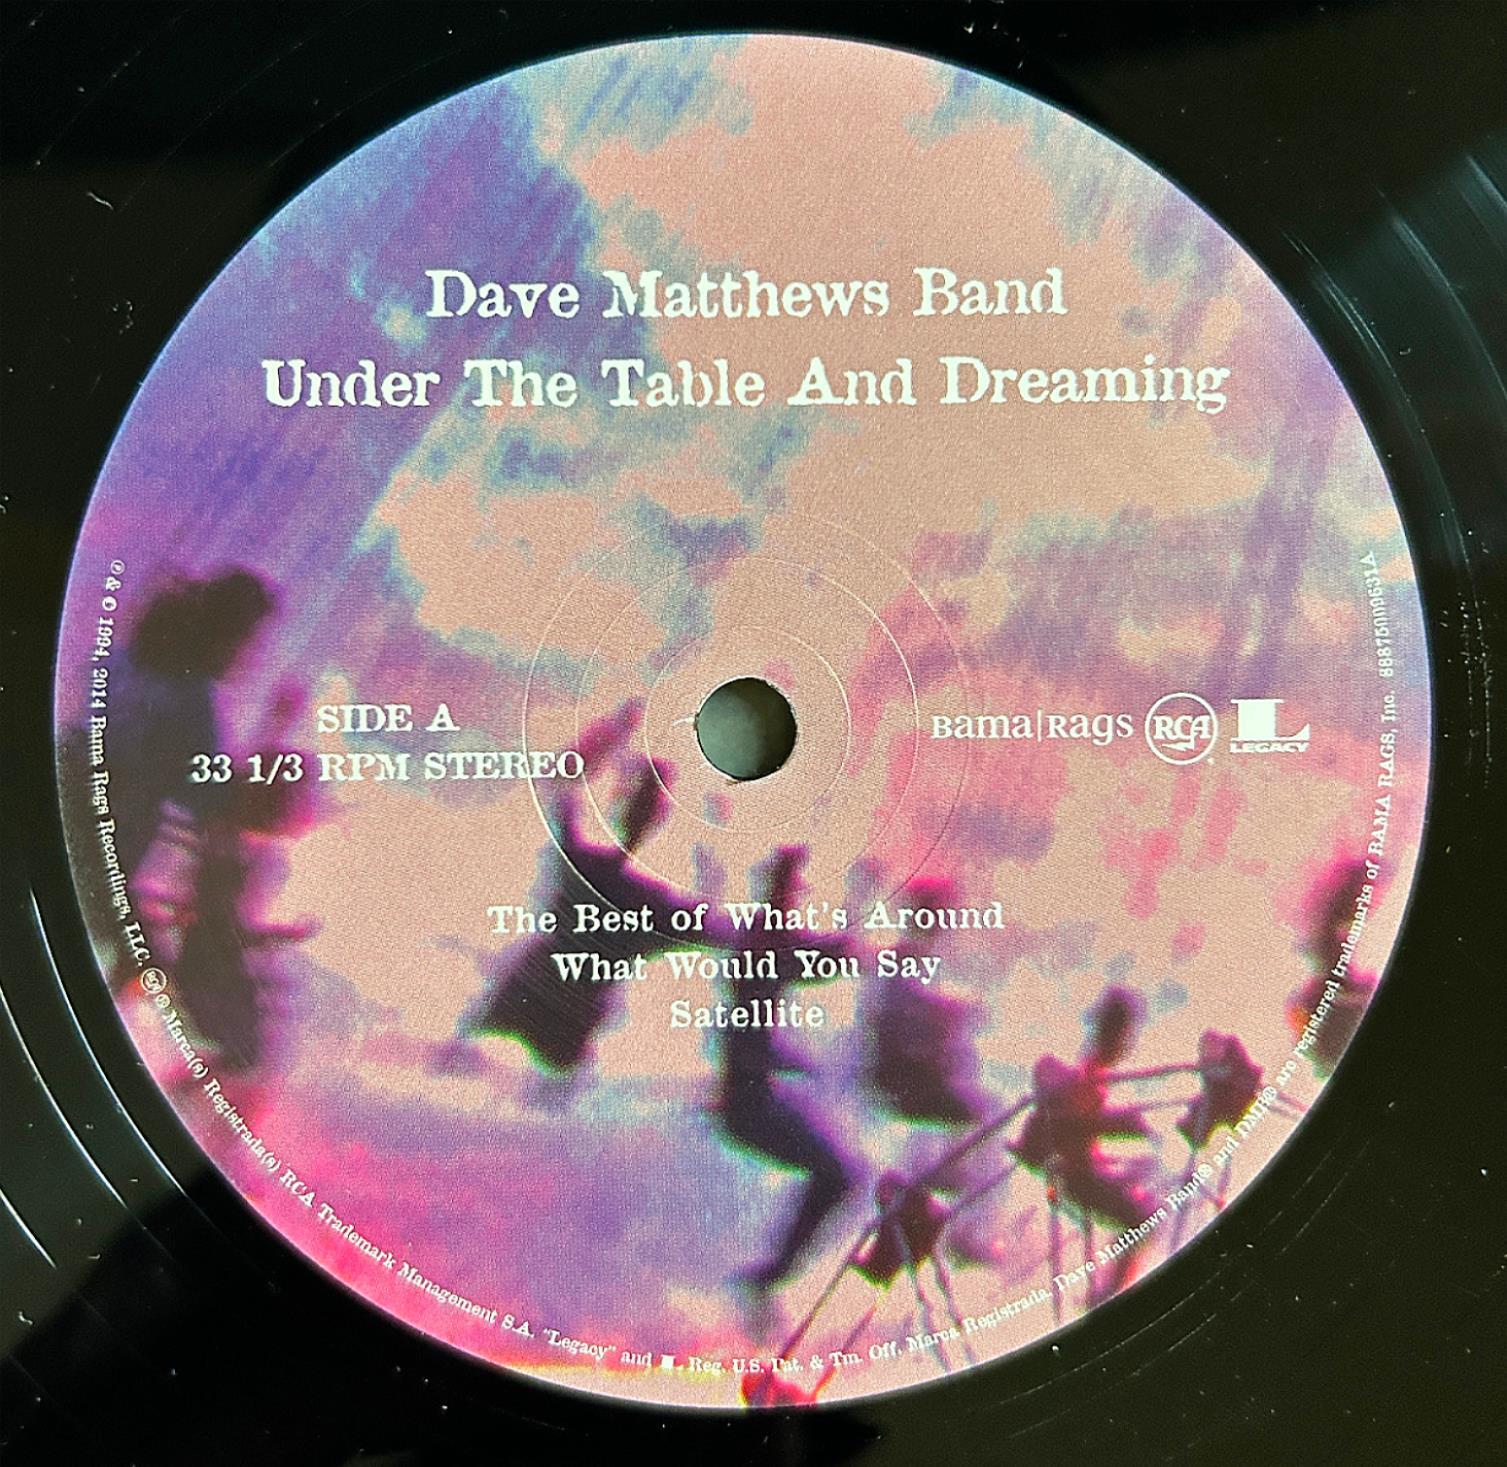 Dave Matthews Band
Under The Table And Dreaming
SIDE A
33 1/3 RPM STEREO
Bama|Rags RCA L LEGACY
The Best of What's Around
What Would You Say
Satellite
℗ & © 1994, 2014 Bama Rags Recordings, LLC. RCA ® Marca(s) Registrada(s) RCA Trademark Management S.A. "Legacy" and L Reg. U.S. Pat. & Tm. Off. Marca Registrada. Dave Matthews Band® and DMB® are registered trademarks of BAMA RAGS, Inc. 88875000631A